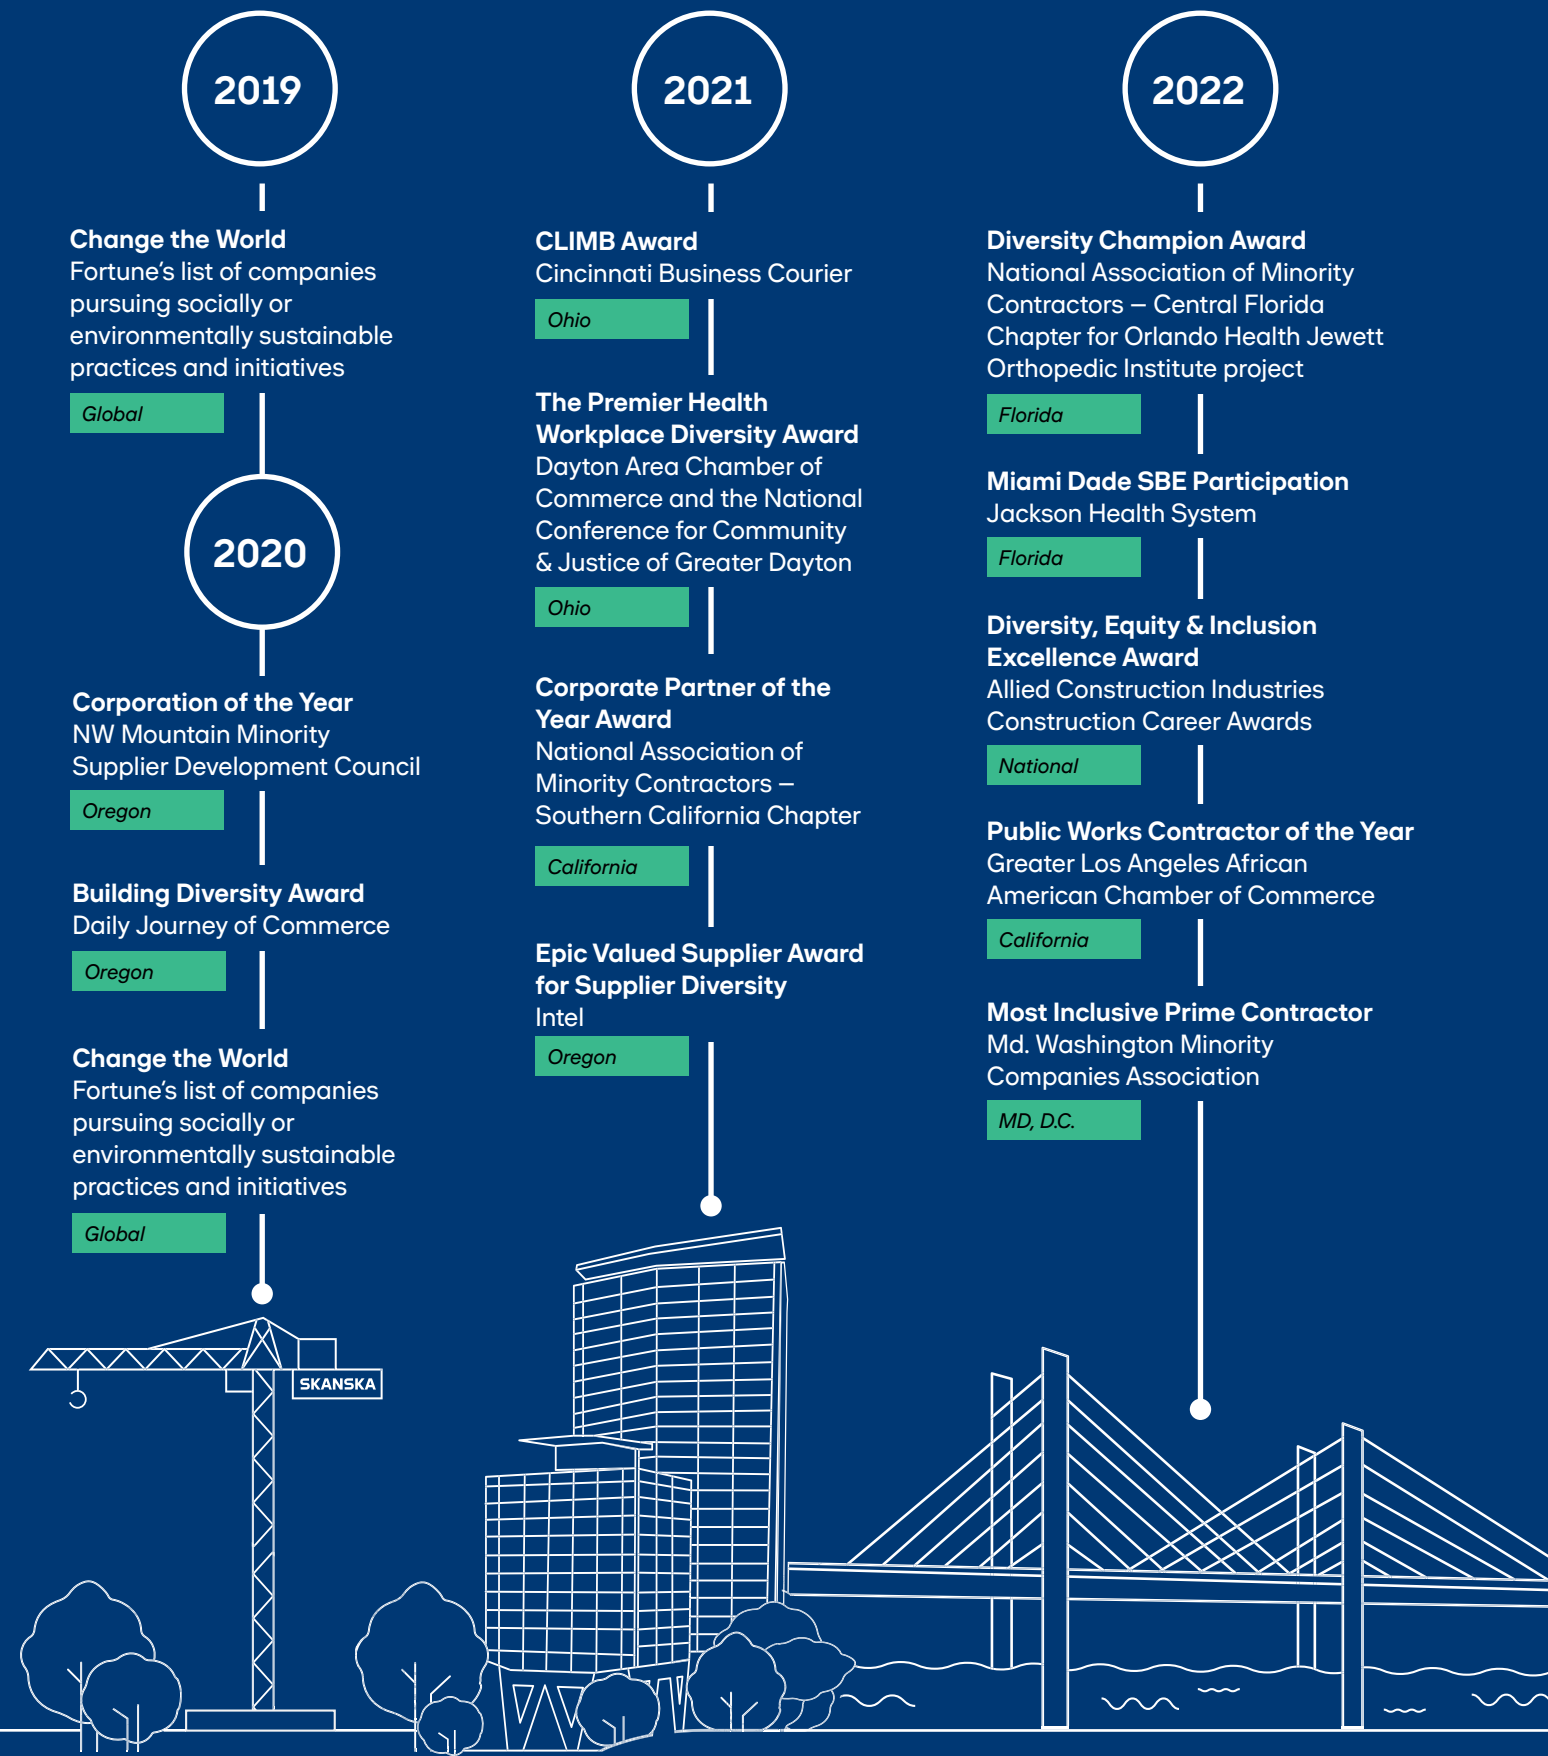 2019
Change the World
Fortune's list of companies
pursuing socially or
environmentally sustainable
practices and initiatives
Global
2020
Corporation of the Year
NW Mountain Minority
Supplier Development Council
Oregon
Building Diversity Award
Daily Journey of Commerce
Oregon
Change the World
Fortune's list of companies
pursuing socially or
environmentally sustainable
practices and initiatives
Global
SKANSKA
2021
CLIMB Award
Cincinnati Business Courier
Ohio
The Premier Health
Workplace Diversity Award
Dayton Area Chamber of
Commerce and the National
Conference for Community
& Justice of Greater Dayton
Ohio
Corporate Partner of the
Year Award
National Association of
Minority Contractors –
Southern California Chapter
California
Epic Valued Supplier Award
for Supplier Diversity
Intel
Oregon
2022
Diversity Champion Award
National Association of Minority
Contractors – Central Florida
Chapter for Orlando Health Jewett
Orthopedic Institute project
Florida
Miami Dade SBE Participation
Jackson Health System
Florida
Diversity, Equity & Inclusion
Excellence Award
Allied Construction Industries
Construction Career Awards
National
Public Works Contractor of the Year
Greater Los Angeles African
American Chamber of Commerce
California
Most Inclusive Prime Contractor
Md. Washington Minority
Companies Association
MD, D.C.